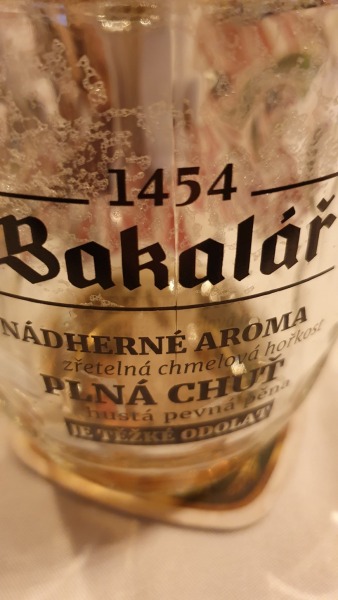 1454
Bakalář
NÁDHERNÉ AROMA
zřetelná chmelová hořkost
PLNÁ CHUŤ
hustá pevná pěna
JE TĚŽKÉ ODOLAT